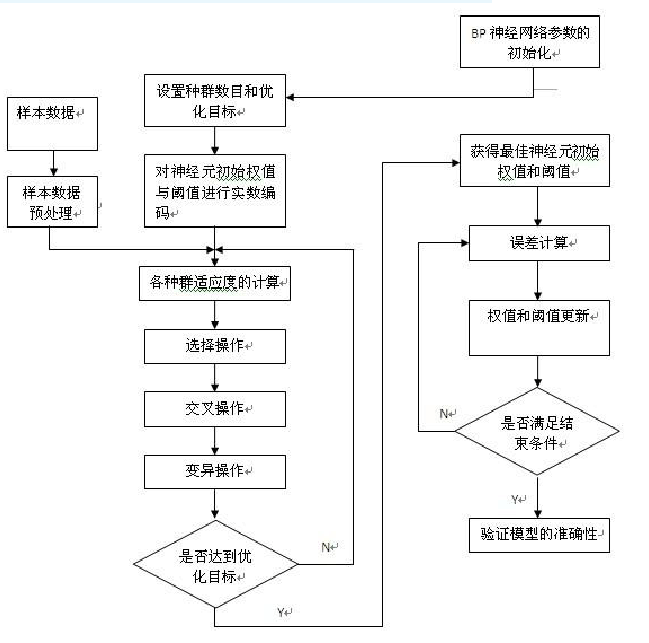 BP 神经网络参数的
初始化
设置种群数目和优
化目标
样本数据
对神经元初始权值
与阈值进行实数编
码
样本数据
预处理
获得最佳神经元初始
权值和阈值
误差计算
各种群适应度的计算
权值和阈值更新
选择操作
交叉操作
N
是否满足结
束条件
变异操作
Y
验证模型的准确性
是否达到优
化目标
N
Y